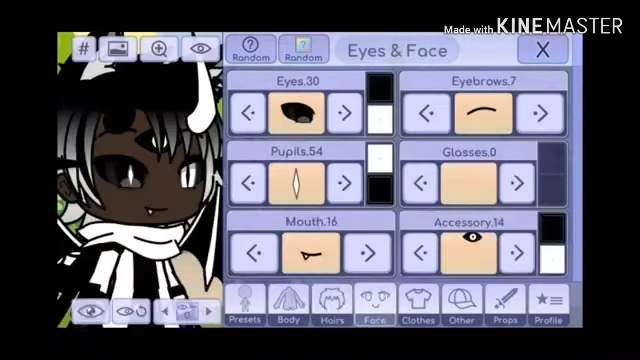 Made with KINEMASTER
#
? Random
? Random
Eyes & Face
X
Eyes.30
Eyebrows.7
Pupils.54
Glasses.0
Mouth.16
Accessory.14
Presets
Body
Hairs
Face
Clothes
Other
Props
Profile